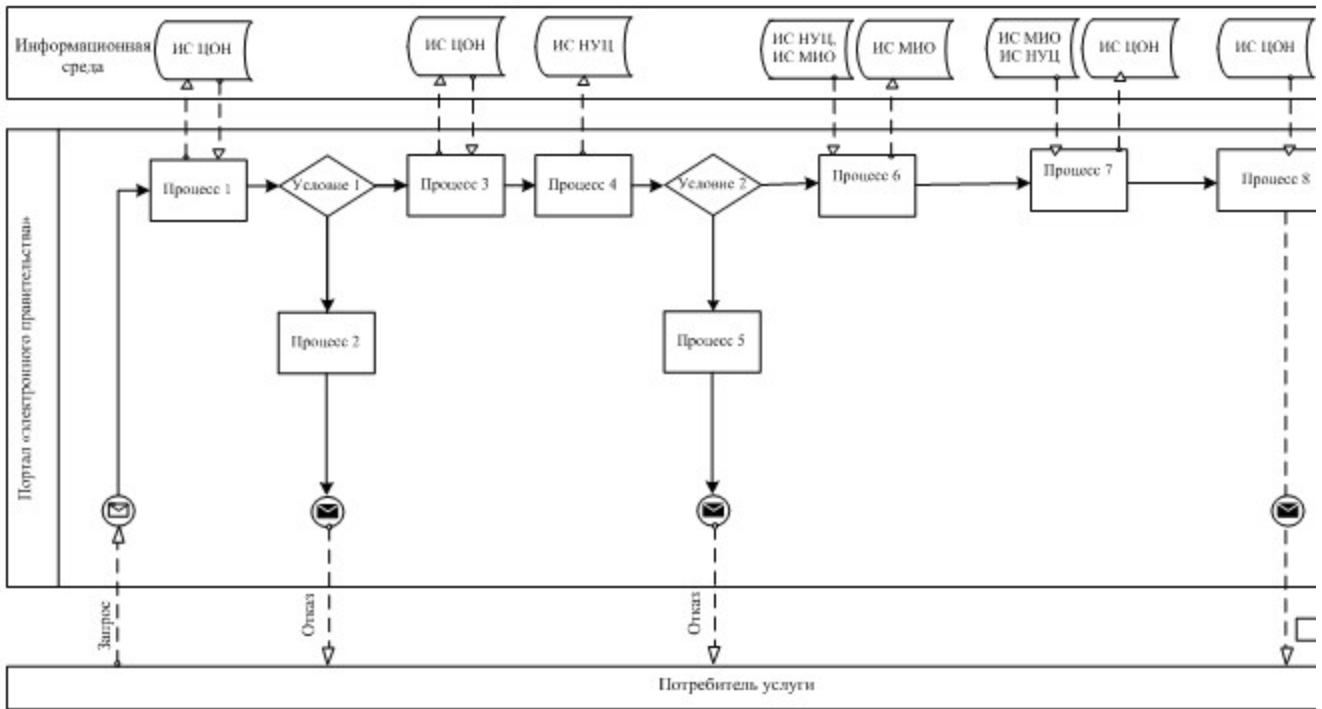 Информационная
среда
ИС ЦОН
ИС ЦОН
ИС НУЦ
ИС НУЦ,
ИС МИО
ИС МИО
ИС МИО
ИС НУЦ
ИС ЦОН
ИС ЦОН
Портал «электронного правительства»
Процесс 1
Условие 1
Процесс 3
Процесс 4
Условие 2
Процесс 6
Процесс 7
Процесс 8
Процесс 2
Процесс 5
Запрос
Отказ
Отказ
Потребитель услуги